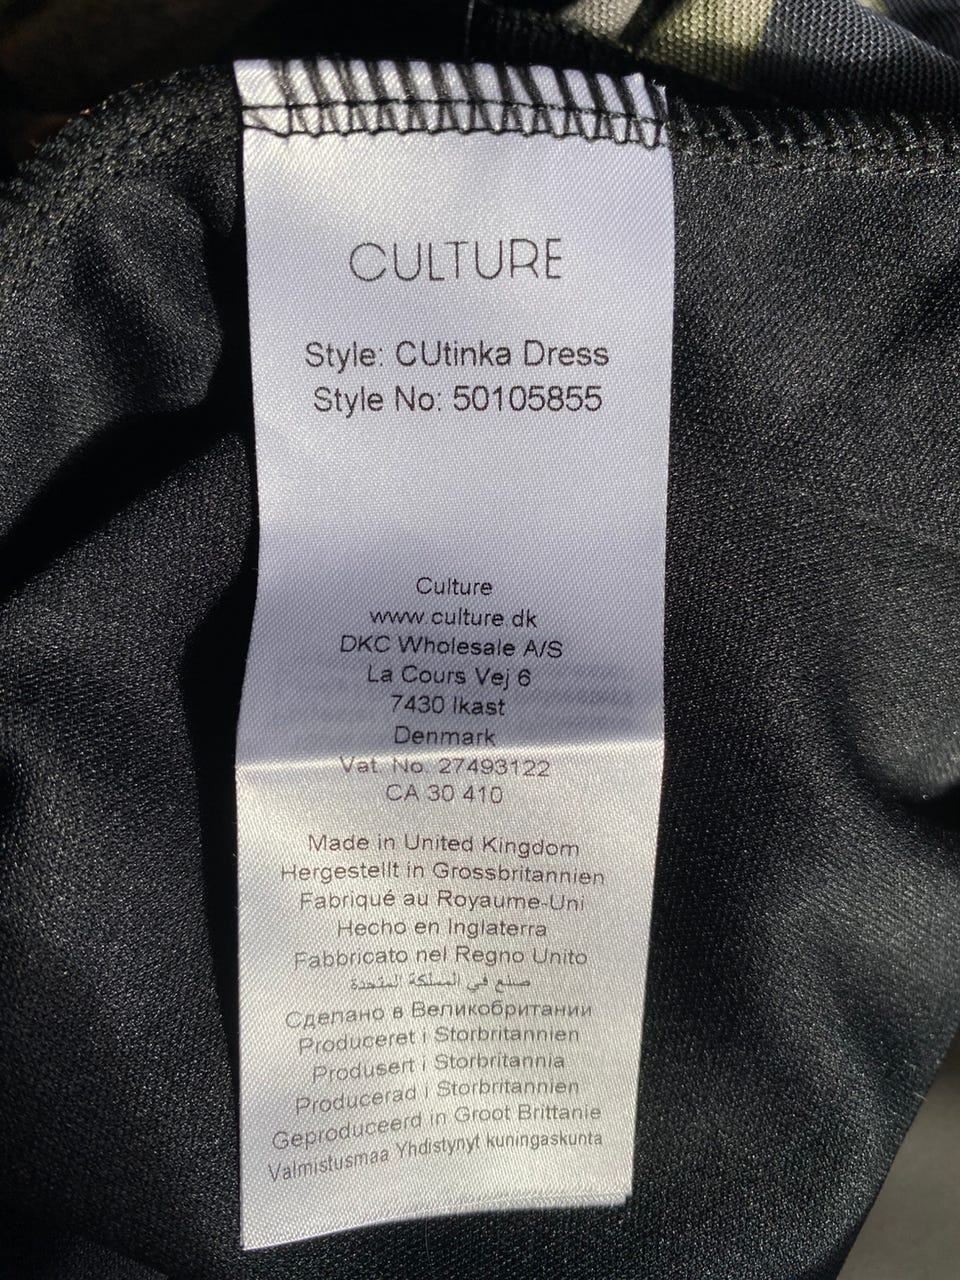 CULTURE
Style: CUtinka Dress
Style No: 50105855
Culture
www.culture.dk
DKC Wholesale A/S
La Cours Vej 6
7430 Ikast
Denmark
Vat. No. 27493122
CA 30 410
Made in United Kingdom
Hergestellt in Grossbritannien
Fabriqué au Royaume-Uni
Hecho en Inglaterra
Fabbricato nel Regno Unito
صنع في المملكة المتحدة
Сделано в Великобритании
Produceret i Storbritannien
Produsert i Storbritannia
Producerad i Storbritannien
Geproduceerd in Groot Brittanie
Valmistusmaa Yhdistynyt kuningaskunta